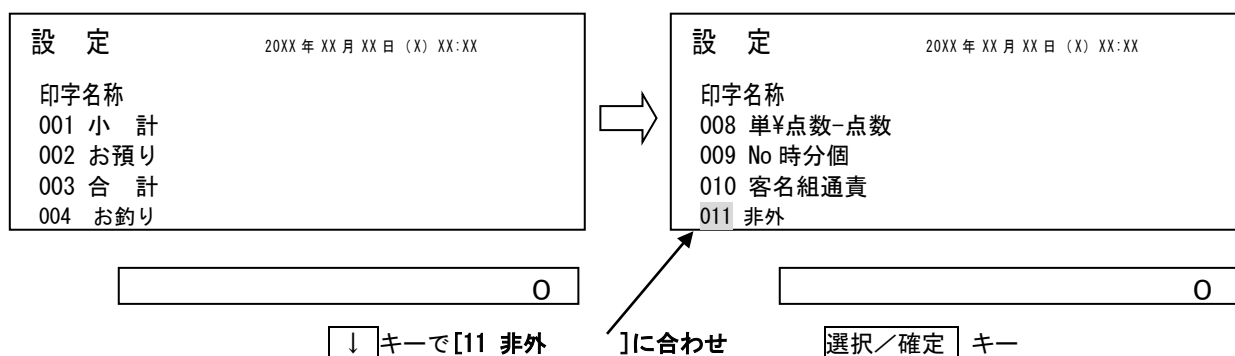 設 定 20XX 年 XX 月 XX 日 (X) XX:XX
印字名称
001 小 計
002 お預り
003 合 計
004 お釣り
0
設 定 20XX 年 XX 月 XX 日 (X) XX:XX
印字名称
008 単¥点数-点数
009 No 時分個
010 客名組通責
011 非外
0
↓ キーで[11 非外 ]に合わせ 選択／確定 キー